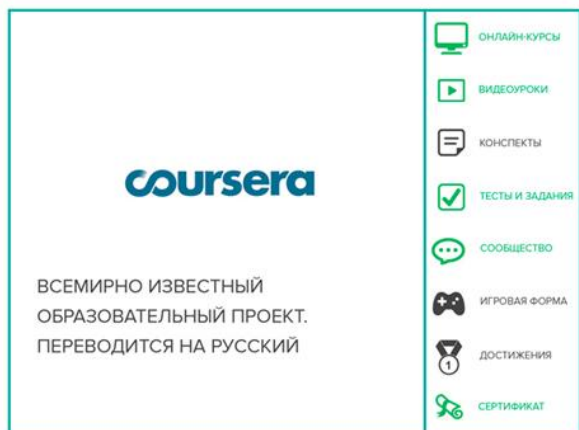 coursera
ВСЕМИРНО ИЗВЕСТНЫЙ
ОБРАЗОВАТЕЛЬНЫЙ ПРОЕКТ.
ПЕРЕВОДИТСЯ НА РУССКИЙ
ОНЛАЙН-КУРСЫ
ВИДЕОУРОКИ
КОНСПЕКТЫ
ТЕСТЫ И ЗАДАНИЯ
СООБЩЕСТВО
ИГРОВАЯ ФОРМА
1
ДОСТИЖЕНИЯ
СЕРТИФИКАТ